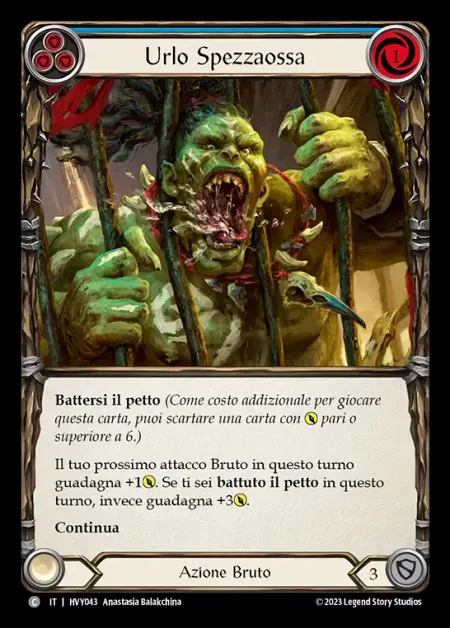 Urlo Spezzaossa
1
Battersi il petto (Come costo addizionale per giocare
questa carta, puoi scartare una carta con pari o
superiore a 6.)
Il tuo prossimo attacco Bruto in questo turno
guadagna +1. Se ti sei battuto il petto in questo
turno, invece guadagna +3.
Continua
Azione Bruto
3
C IT | HVY043 Anastasia Balakchina
© 2023 Legend Story Studios